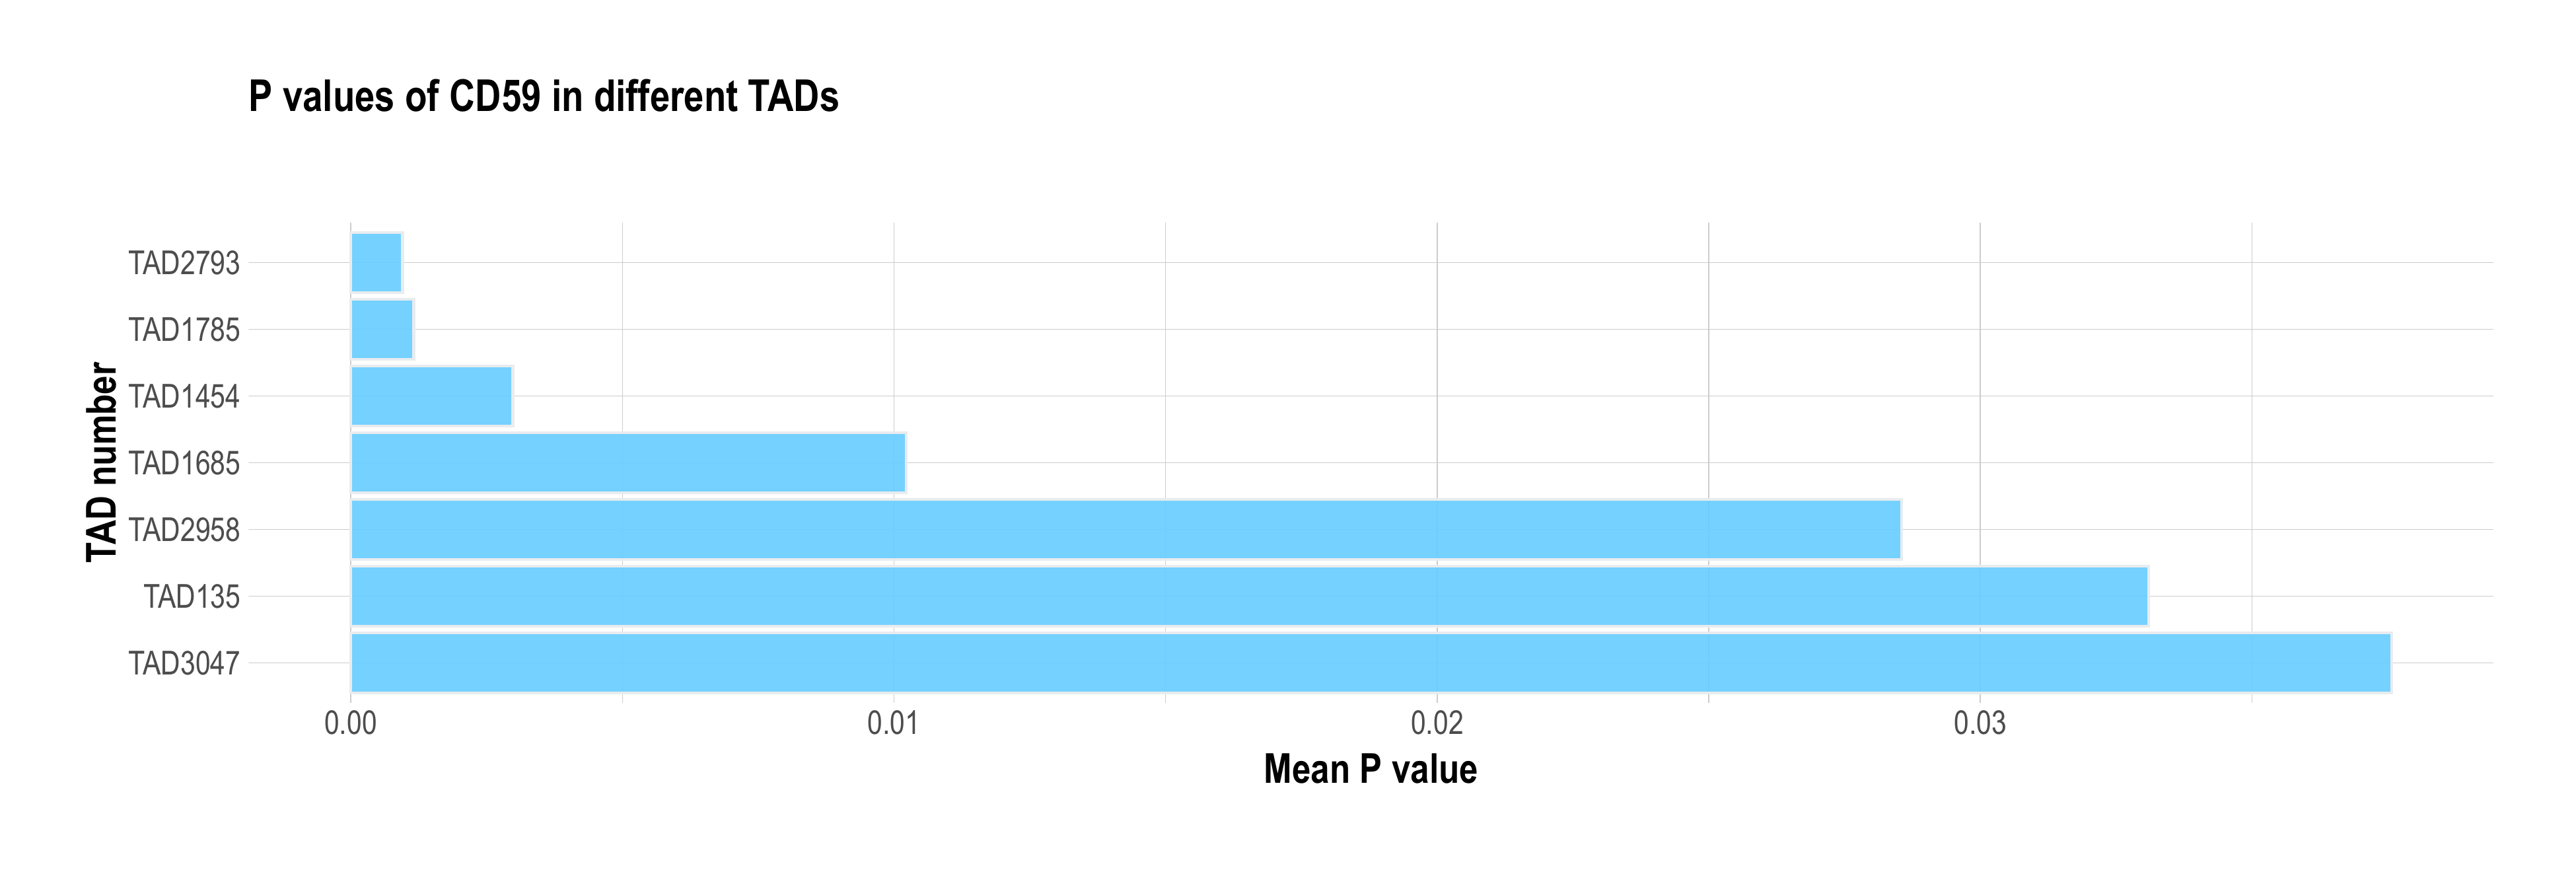 P values of CD59 in different TADs
TAD number
TAD2793
TAD1785
TAD1454
TAD1685
TAD2958
TAD135
TAD3047
0.00 0.01 0.02 0.03
Mean P value